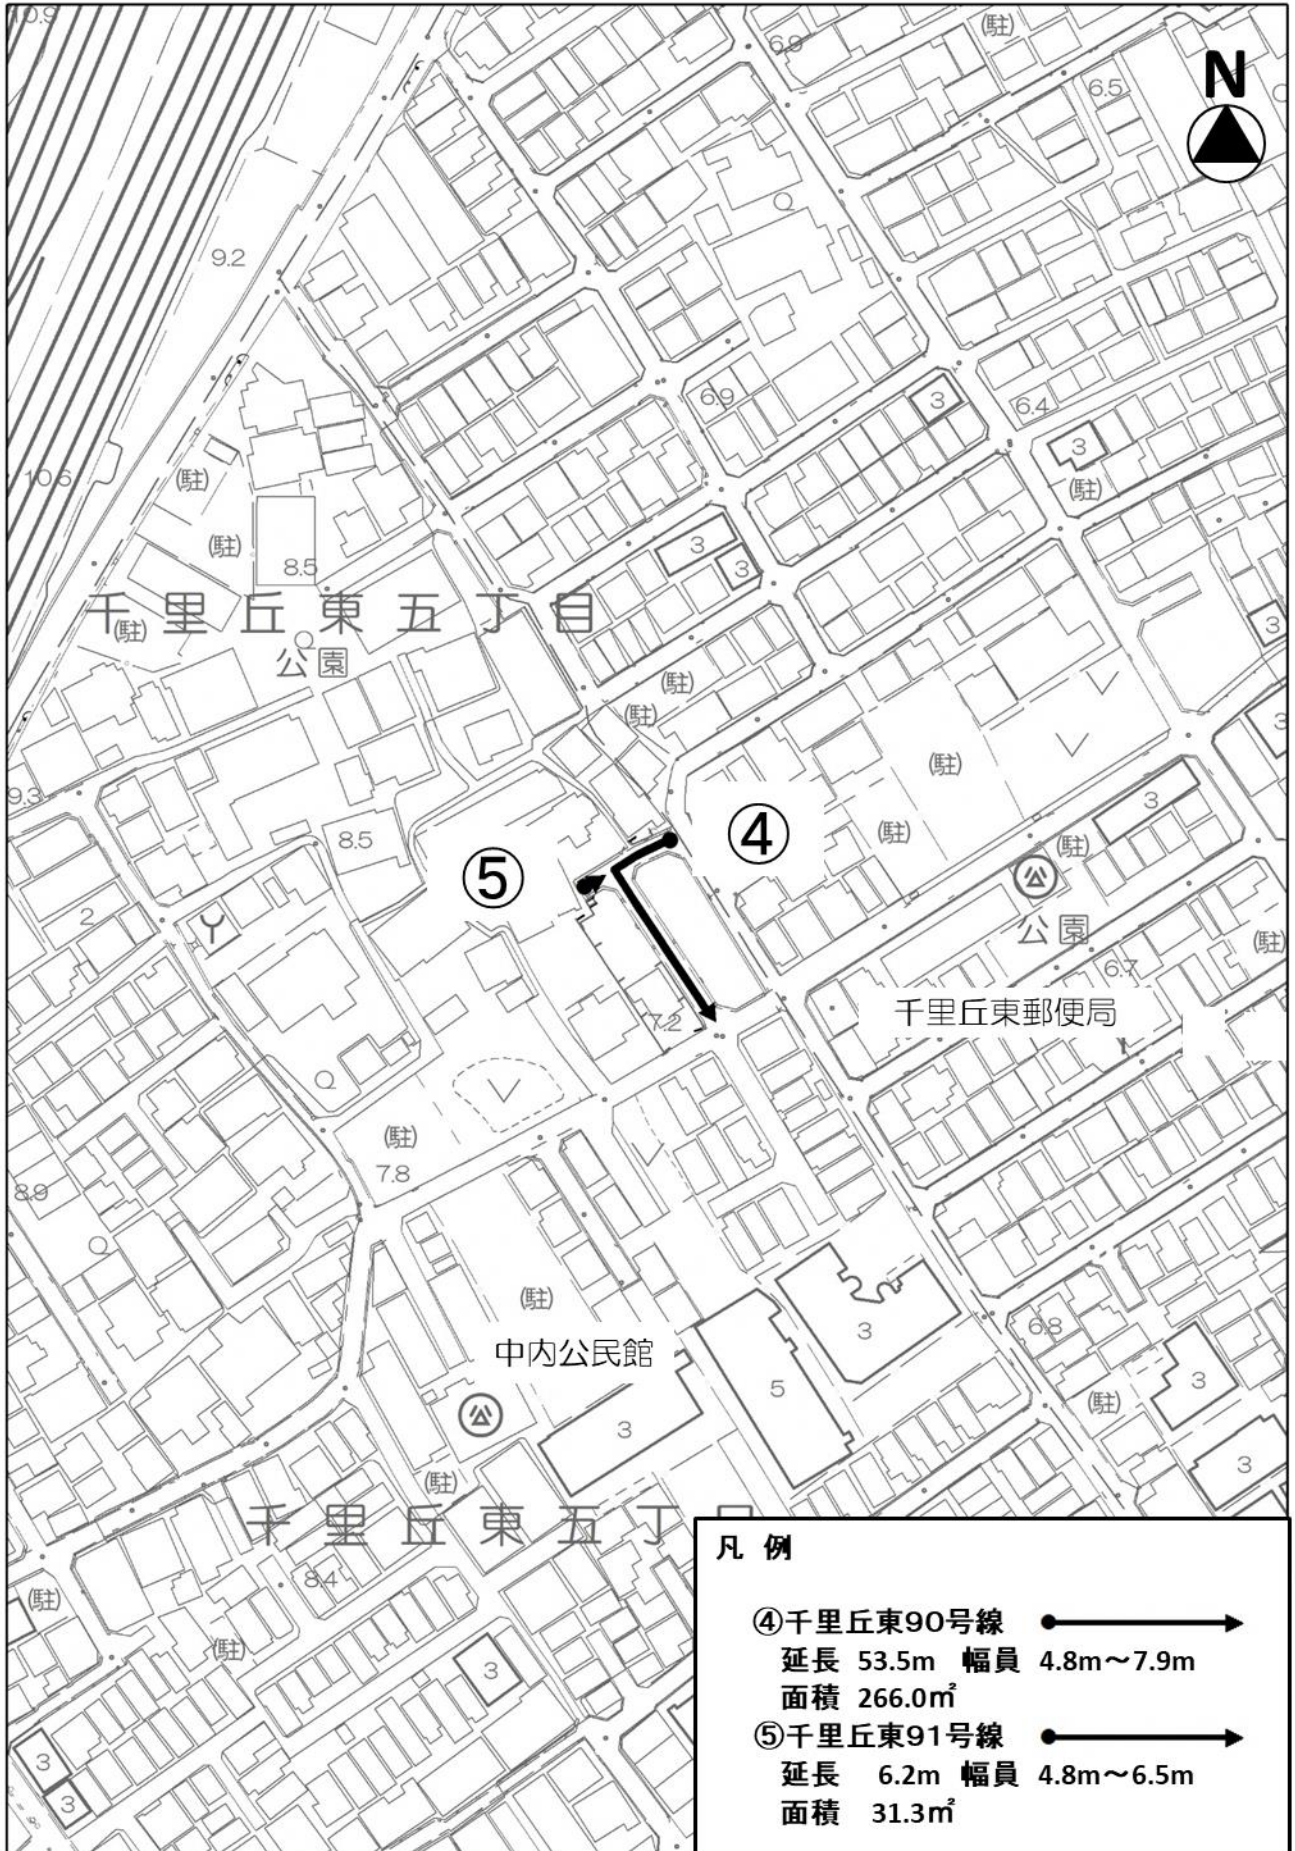 10.9
(駐)
6.9
N
6.5
9.2
6.9
3
6.4
3
10.6
(駐)
(駐)
(駐)
8.5
3
3
千里丘東五丁目
(駐)
公園
3
(駐)
(駐)
3
(駐)
9.3
3
8.5
④
(駐)
(駐)
⑤
2
公園
(駐)
6.7
千里丘東郵便局
7.2
(駐)
7.8
8.9
(駐)
3
6.8
中内公民館
5
3
(駐)
3
3
(駐)
千里丘東五丁目
8.4
(駐)
(駐)
3
3
3
凡 例
④千里丘東90号線
延長 53.5m 幅員 4.8m~7.9m
面積 266.0㎡
⑤千里丘東91号線
延長 6.2m 幅員 4.8m~6.5m
面積 31.3㎡